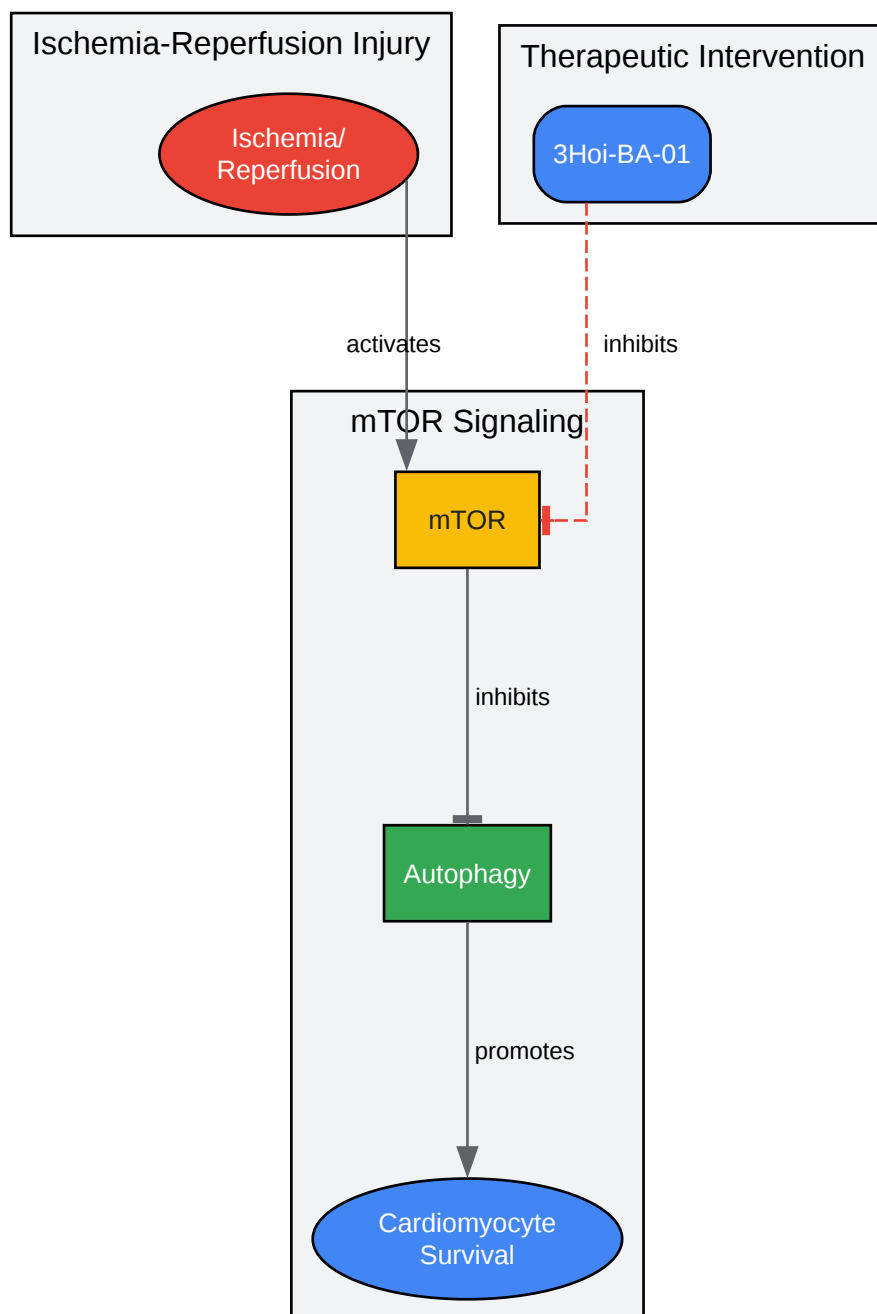 Ischemia-Reperfusion Injury
Therapeutic Intervention
Ischemia/
Reperfusion
3Hoi-BA-01
activates
inhibits
mTOR Signaling
mTOR
inhibits
Autophagy
promotes
Cardiomyocyte
Survival